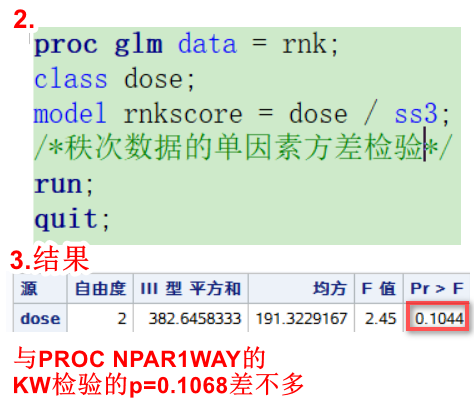 2.
proc glm data = rnk;
class dose;
model rnkscore = dose / ss3;
/*秩次数据的单因素方差检验*/
run;
quit;
3.结果
源 自由度 III 型 平方和 均方 F 值 Pr > F
dose 2 382.6458333 191.3229167 2.45 0.1044
与PROC NPAR1WAY的
KW检验的p=0.1068差不多